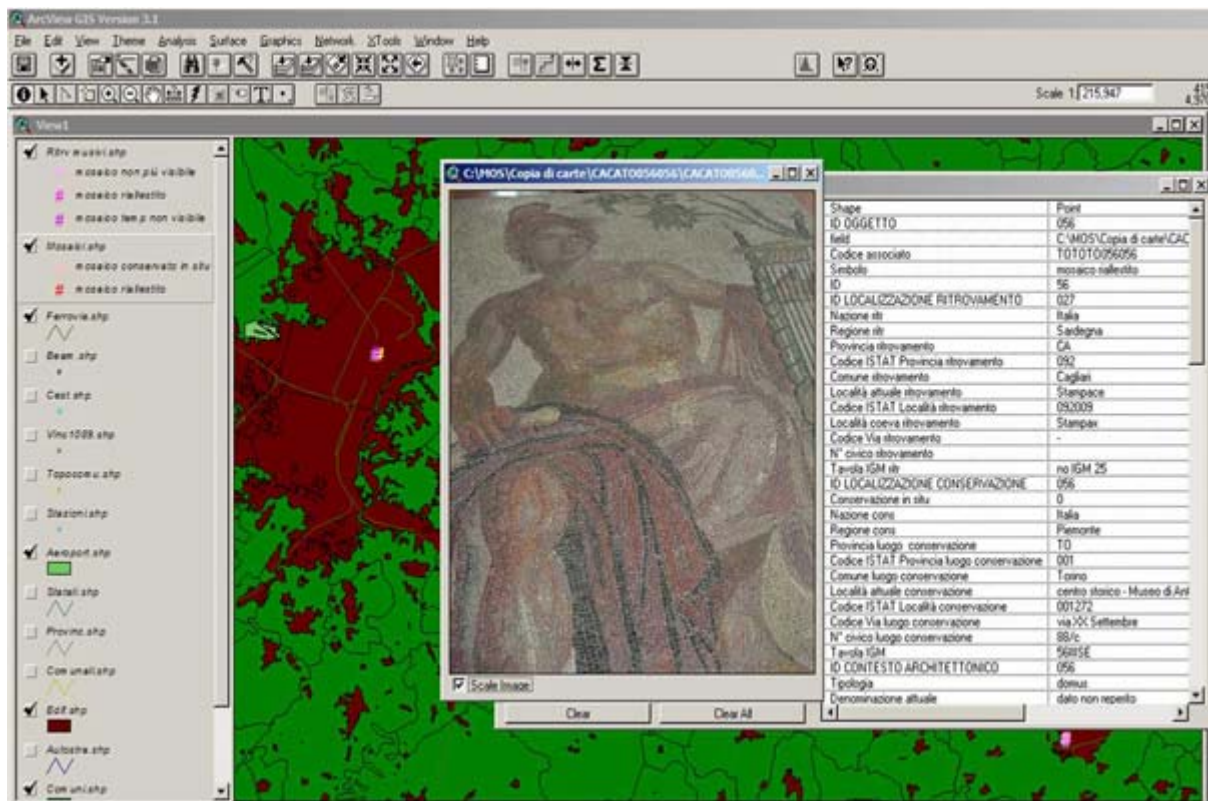 ArcView GIS Version 3.1
File Edit View Theme Analysis Surface Graphics Network XTools Window Help
Scale 1: 215,947
View1
Ritrv musivi.shp
mosaico non più visibile
mosaico riallestito
mosaico temp non visibile
Mosaici.shp
mosaico conservato in situ
mosaico riallestito
Ferrovia.shp
Beam.shp
Cast.shp
Vinc1089.shp
Toposomu.shp
Stazioni.shp
Aeroport.shp
Statali.shp
Provinc.shp
Comunali.shp
Edif.shp
Autostra.shp
Comuni.shp
C:\MOS\Copia di carte\CACATO056056\CACATO0560...
Scale Image
Clear Clear All
Shape Point
ID OGGETTO 056
field C:\MOS\Copia di carte\CAC
Codice associato TOTOTO056056
Simbolo mosaico riallestito
ID 56
ID LOCALIZZAZIONE RITROVAMENTO 027
Nazione ritr Italia
Regione ritr Sardegna
Provincia ritrovamento CA
Codice ISTAT Provincia ritrovamento 092
Comune ritrovamento Cagliari
Località attuale ritrovamento Stampace
Codice ISTAT Località ritrovamento 092009
Località coeva ritrovamento Stampax
Codice Via ritrovamento -
N° civico ritrovamento
Tavola IGM ritr no IGM 25
ID LOCALIZZAZIONE CONSERVAZIONE 056
Conservazione in situ 0
Nazione cons Italia
Regione cons Piemonte
Provincia luogo conservazione TO
Codice ISTAT Provincia luogo conservazione 001
Comune luogo conservazione Torino
Località attuale conservazione centro storico - Museo di Ant
Codice ISTAT Località conservazione 001272
Codice Via luogo conservazione via XX Settembre
N° civico luogo conservazione 88/c
Tavola IGM 56IIISE
ID CONTESTO ARCHITETTONICO 056
Tipologia domus
Denominazione attuale dato non reperito